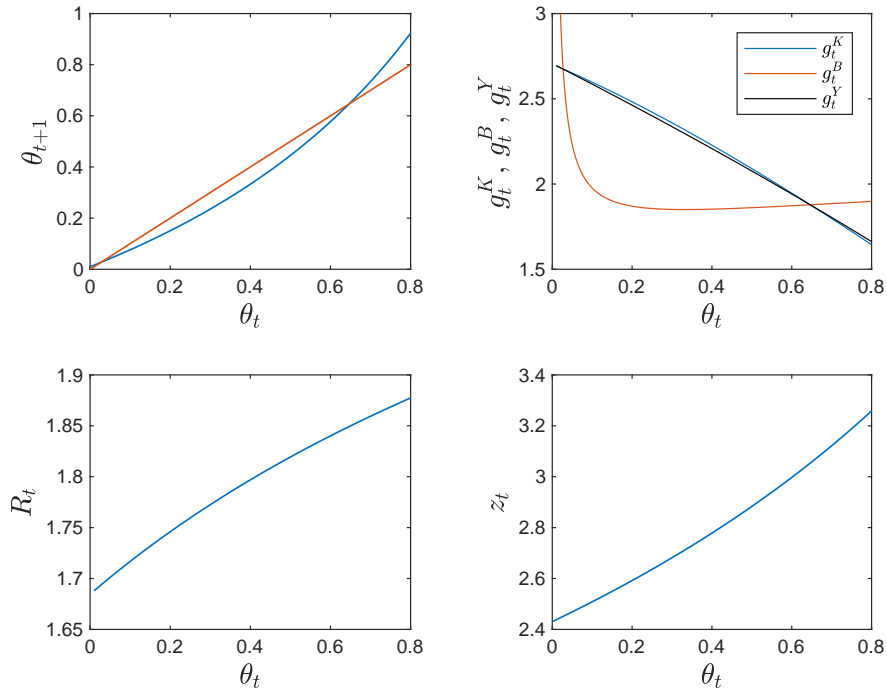 1
0.8
0.6
0.4
0.2
0
0 0.2 0.4 0.6 0.8
θ_t
θ_{t+1}
3
2.5
2
1.5
0 0.2 0.4 0.6 0.8
θ_t
g_t^K , g_t^B , g_t^Y
g_t^K
g_t^B
g_t^Y
1.9
1.85
1.8
1.75
1.7
1.65
0 0.2 0.4 0.6 0.8
θ_t
R_t
3.4
3.2
3
2.8
2.6
2.4
0 0.2 0.4 0.6 0.8
θ_t
z_t